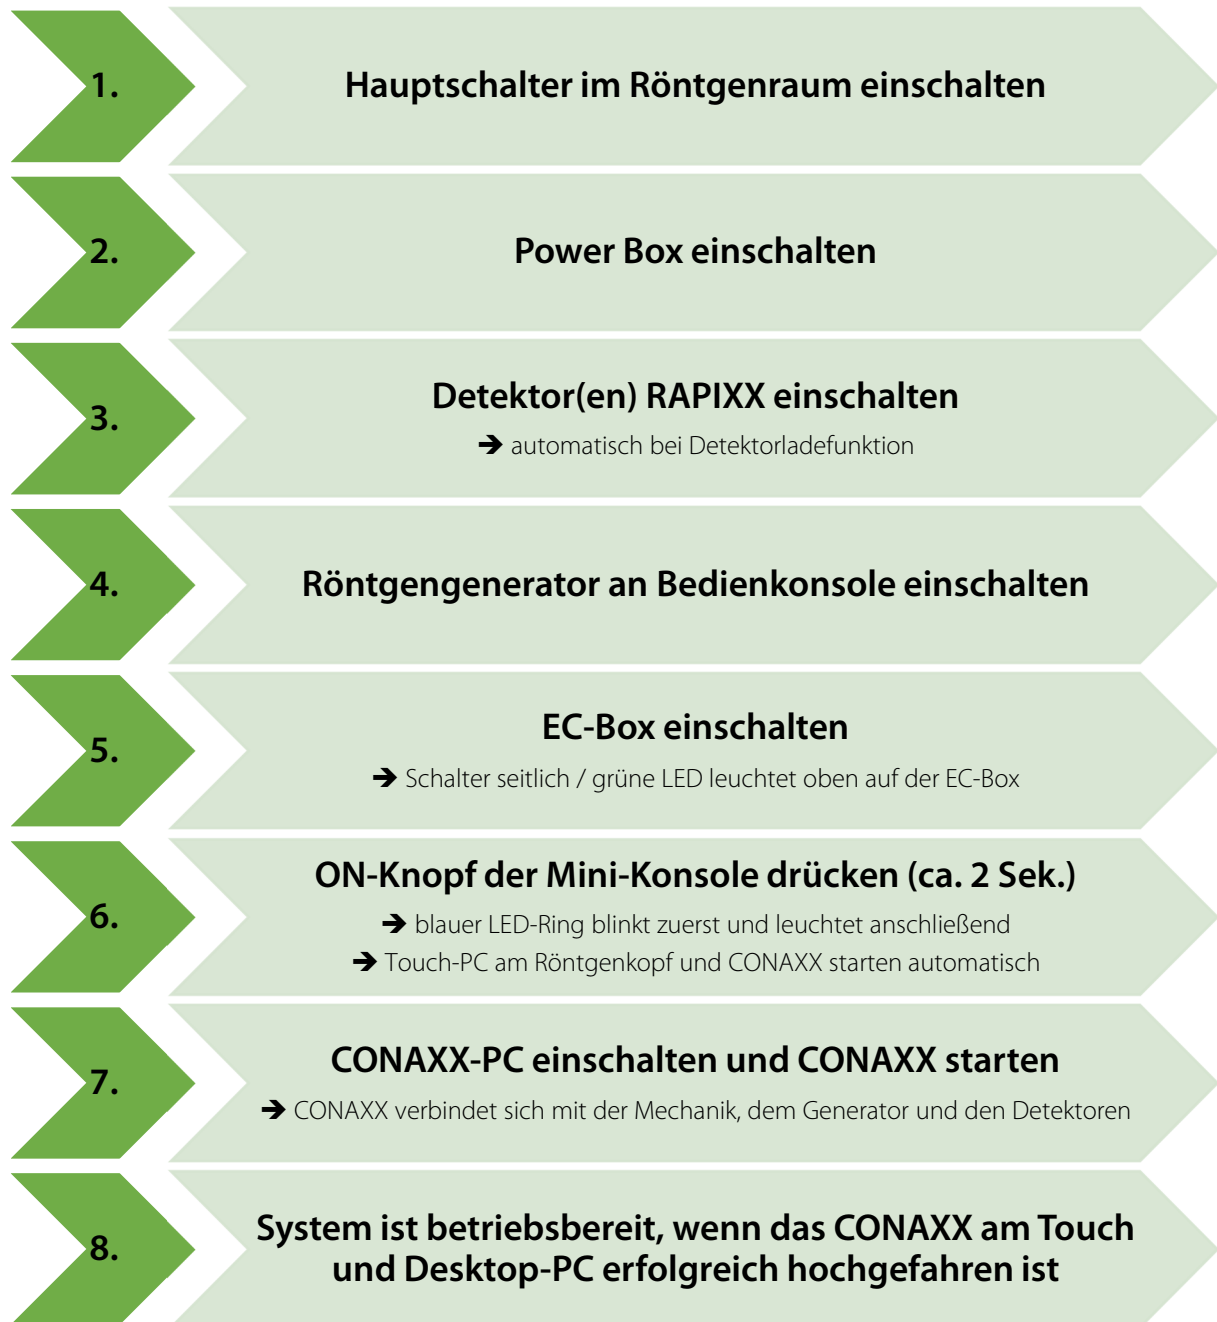 1.
Hauptschalter im Röntgenraum einschalten
2.
Power Box einschalten
3.
Detektor(en) RAPIXX einschalten
➔ automatisch bei Detektorladefunktion
4.
Röntgengenerator an Bedienkonsole einschalten
5.
EC-Box einschalten
➔ Schalter seitlich / grüne LED leuchtet oben auf der EC-Box
6.
ON-Knopf der Mini-Konsole drücken (ca. 2 Sek.)
➔ blauer LED-Ring blinkt zuerst und leuchtet anschließend
➔ Touch-PC am Röntgenkopf und CONAXX starten automatisch
7.
CONAXX-PC einschalten und CONAXX starten
➔ CONAXX verbindet sich mit der Mechanik, dem Generator und den Detektoren
8.
System ist betriebsbereit, wenn das CONAXX am Touch
und Desktop-PC erfolgreich hochgefahren ist